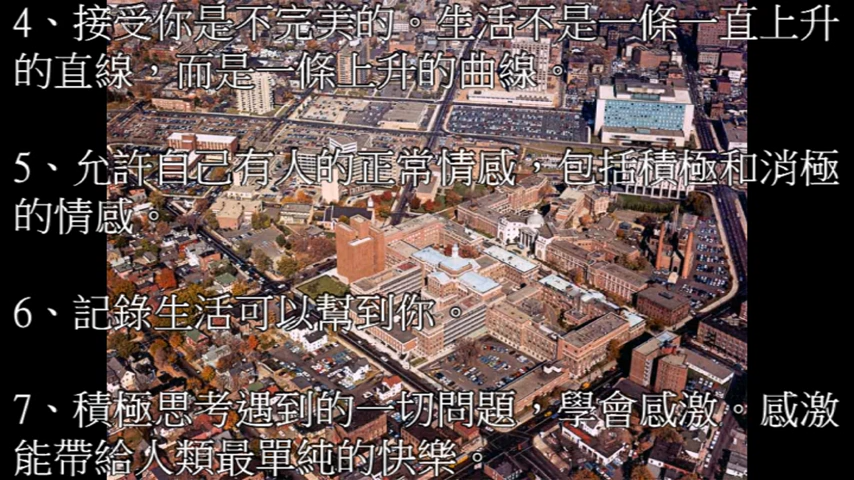 4、接受你是不完美的。生活不是一條一直上升
的直線，而是一條上升的曲線。
5、允許自己有人的正常情感，包括積極和消極
的情感。
6、記錄生活可以幫到你。
7、積極思考遇到的一切問題，學會感激。感激
能帶給人類最單純的快樂。